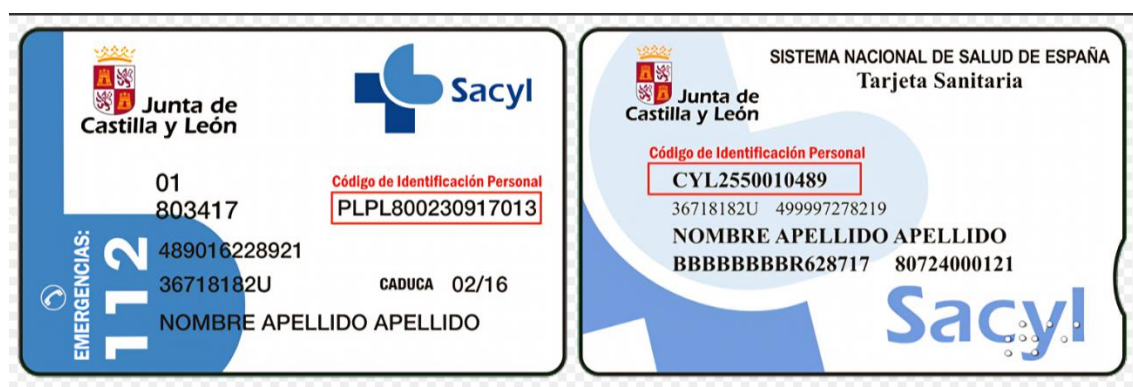 Junta de
Castilla y León
Sacyl
01
803417
Código de Identificación Personal
PLPL800230917013
489016228921
36718182U
CADUCA 02/16
NOMBRE APELLIDO APELLIDO
EMERGENCIAS:
112
SISTEMA NACIONAL DE SALUD DE ESPAÑA
Tarjeta Sanitaria
Junta de
Castilla y León
Código de Identificación Personal
CYL2550010489
36718182U 499997278219
NOMBRE APELLIDO APELLIDO
BBBBBBBBR628717 80724000121
Sacyl